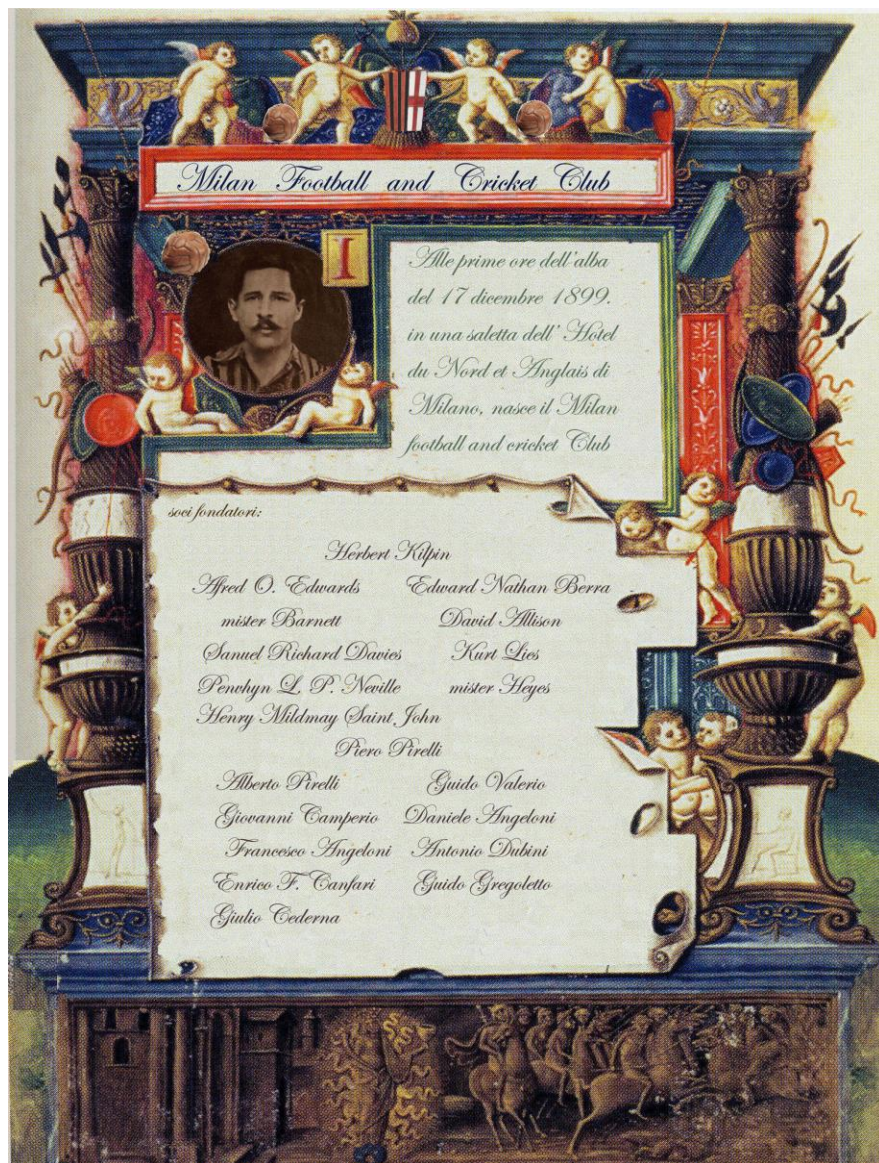 Milan Football and Cricket Club
I
Alle prime ore dell'alba
del 17 dicembre 1899.
in una saletta dell' Hotel
du Nord et Anglais di
Milano, nasce il Milan
football and cricket Club
soci fondatori:
Herbert Kilpin
Alfred O. Edwards Edward Nathan Berra
mister Barnett David Allison
Samuel Richard Davies Kurt Lies
Penvhyn L. P. Neville mister Heyes
Henry Mildmay Saint John
Piero Pirelli
Alberto Pirelli Guido Valerio
Giovanni Camperio Daniele Angeloni
Francesco Angeloni Antonio Dubini
Enrico F. Canfari Guido Gregoletto
Giulio Cederna